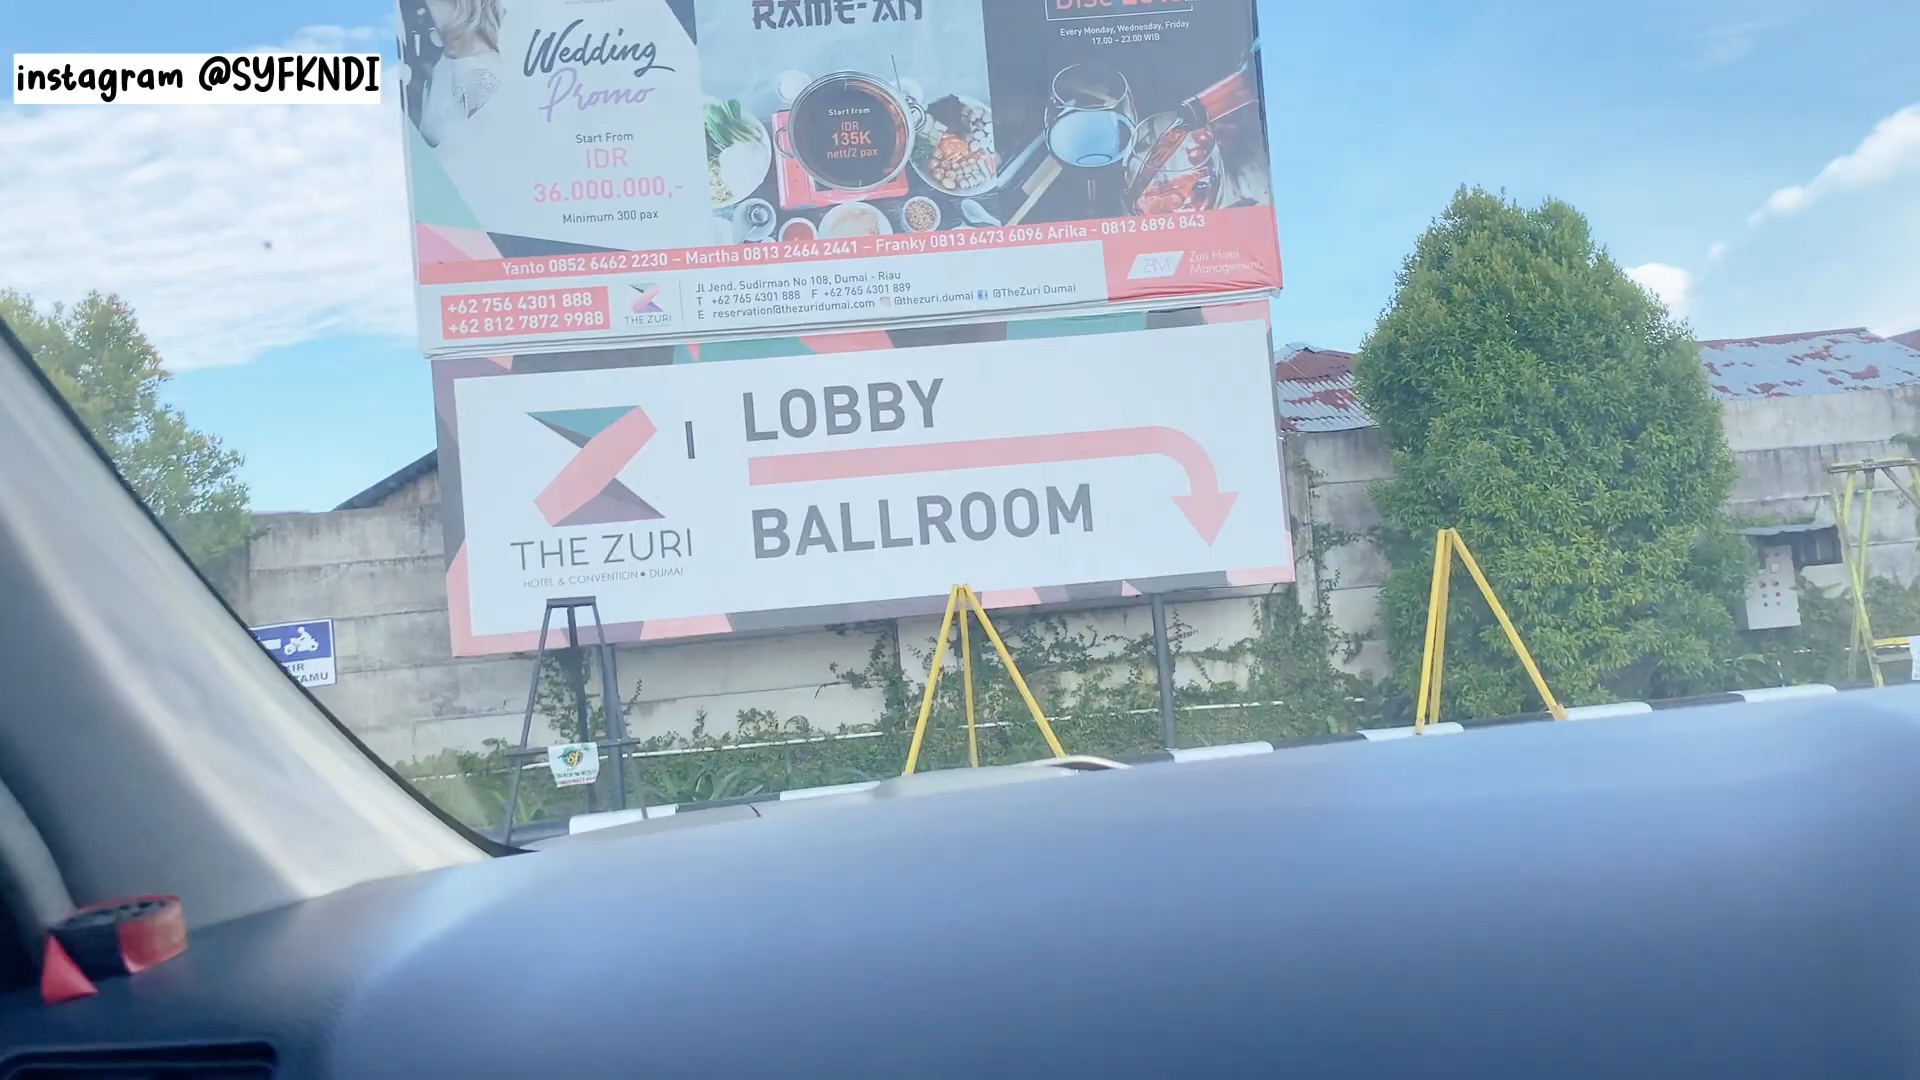 instagram @SYFKNDI
Wedding
Promo
Start From
IDR
36.000.000,-
Minimum 300 pax
RAME-AN
Start from
IDR
135K
nett/2 pax
Every Monday, Wednesday, Friday
17.00 – 23.00 WIB
Yanto 0852 6462 2230 – Martha 0813 2464 2441 – Franky 0813 6473 6096 Arika - 0812 6896 843
+62 756 4301 888
+62 812 7872 9988
THE ZURI
Jl Jend. Sudirman No 108, Dumai - Riau
T +62 765 4301 888 F +62 765 4301 889
E reservation@thezuridumai.com @thezuri.dumai @TheZuri Dumai
Zuri Hotel
Management
THE ZURI
HOTEL & CONVENTION • DUMAI
LOBBY
BALLROOM